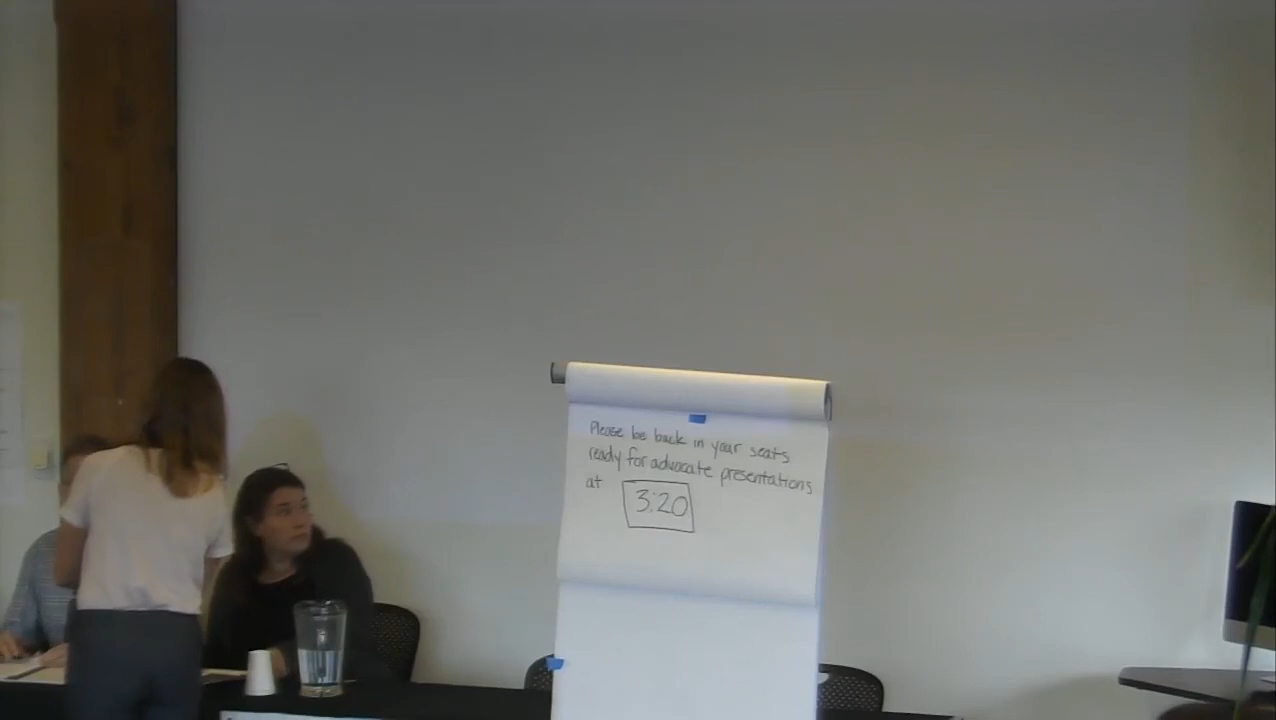 Please be back in your seats
ready for advocate presentations
at 3:20